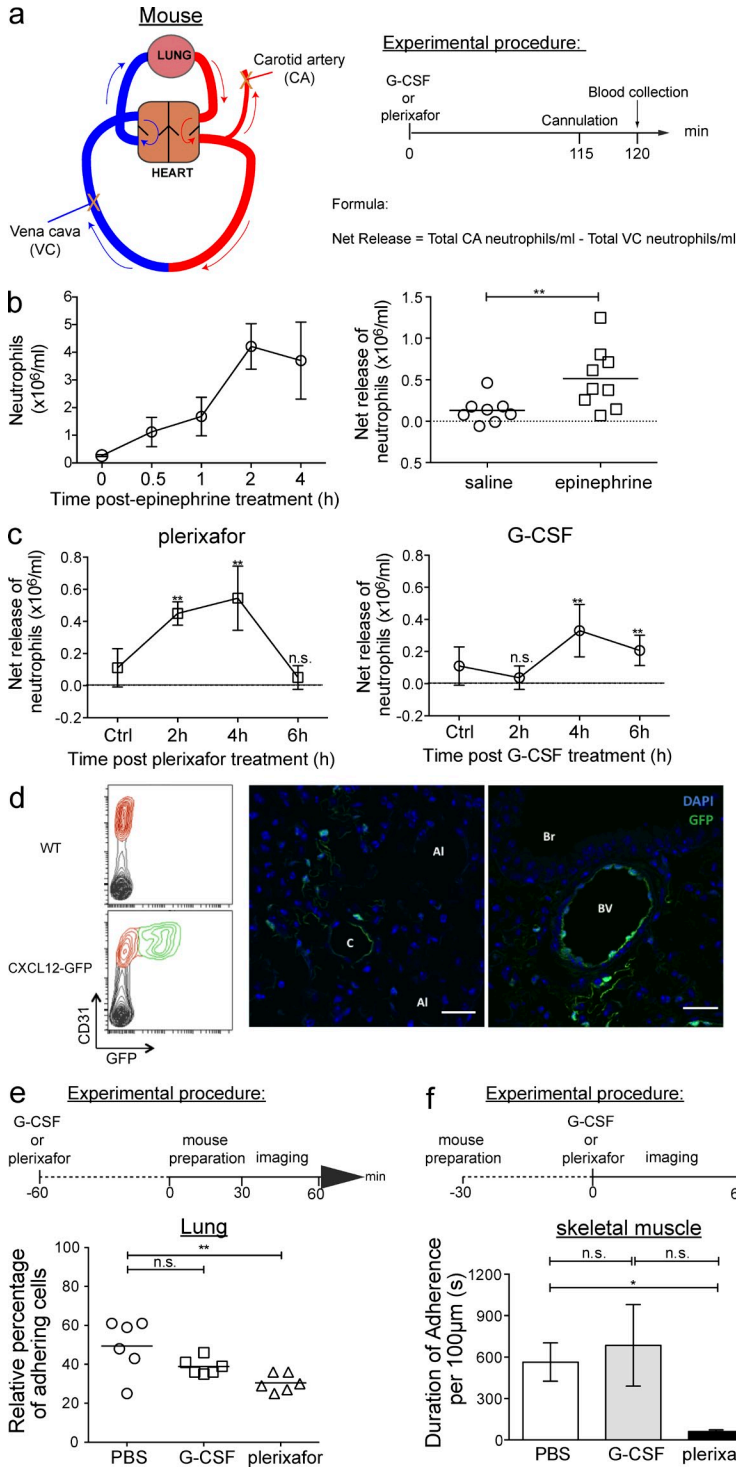 a
Mouse
LUNG
Carotid artery
(CA)
HEART
Vena cava
(VC)
Experimental procedure:
G-CSF
or
plerixafor
Blood collection
Cannulation
min
0
115
120
Formula:
Net Release = Total CA neutrophils/ml - Total VC neutrophils/ml
b
Neutrophils
(x10⁶/ml)
6
5
4
3
2
1
0
0
0.5
1
2
4
Time post-epinephrine treatment (h)
Net release of
neutrophils (x10⁶/ml)
1.5
1.0
0.5
0.0
0.5
**
saline
epinephrine
c
plerixafor
Net release of
neutrophils (x10⁶/ml)
0.8
0.6
0.4
0.2
0.0
-0.2
**
**
n.s.
Ctrl
2h
4h
6h
Time post plerixafor treatment (h)
G-CSF
Net release of
neutrophils (x10⁶/ml)
0.8
0.6
0.4
0.2
0.0
-0.2
n.s.
**
**
Ctrl
2h
4h
6h
Time post G-CSF treatment (h)
d
WT
CXCL12-GFP
CD31
GFP
Al
C
Al
DAPI
GFP
Br
BV
e
Experimental procedure:
G-CSF
or
plerixafor
mouse
preparation
imaging
min
-60
0
30
60
Lung
Relative percentage
of adhering cells
100
80
60
40
20
0
**
n.s.
PBS
G-CSF
plerixafor
f
Experimental procedure:
mouse
preparation
G-CSF
or
plerixafor
imaging
-30
0
6
skeletal muscle
Duration of Adherence
per 100µm (s)
1200
900
600
300
0
n.s.
n.s.
*
PBS
G-CSF
plerixafo